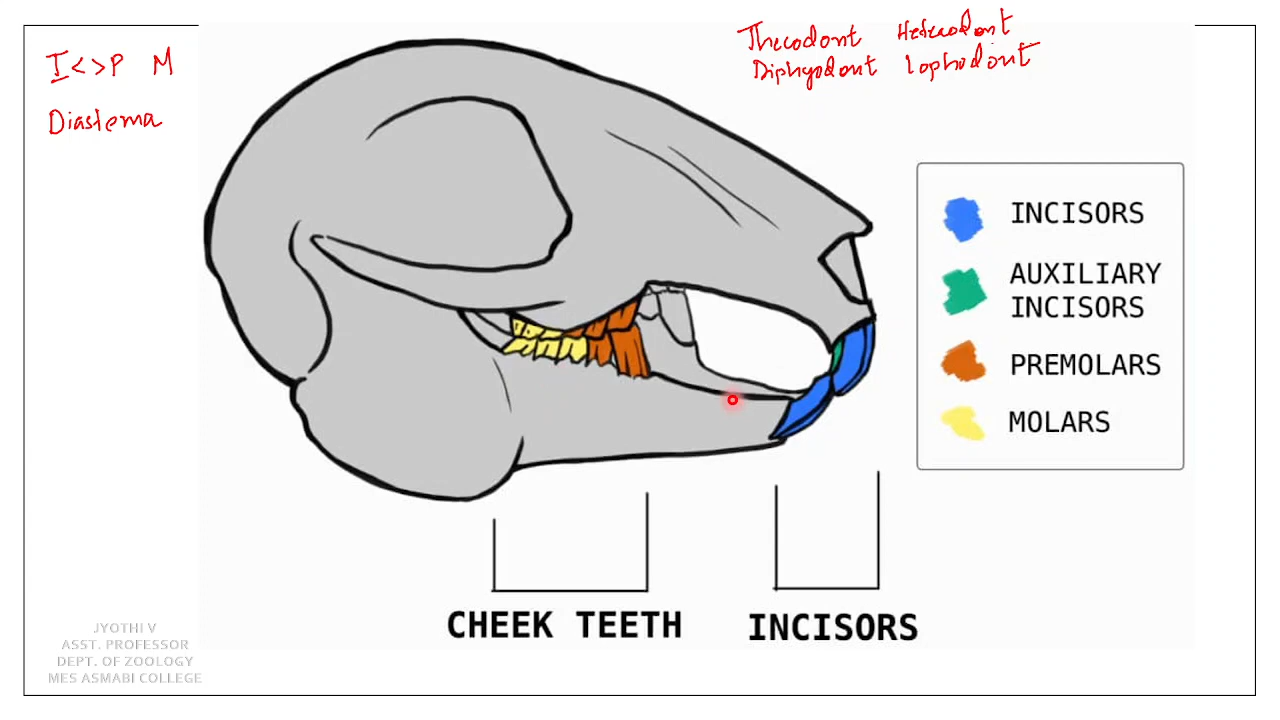 Thecodont Heterodont
Diphyodont lophodont
I < > P M
Diastema
INCISORS
AUXILIARY
INCISORS
PREMOLARS
MOLARS
CHEEK TEETH
INCISORS
JYOTHI V
ASST. PROFESSOR
DEPT. OF ZOOLOGY
MES ASMABI COLLEGE